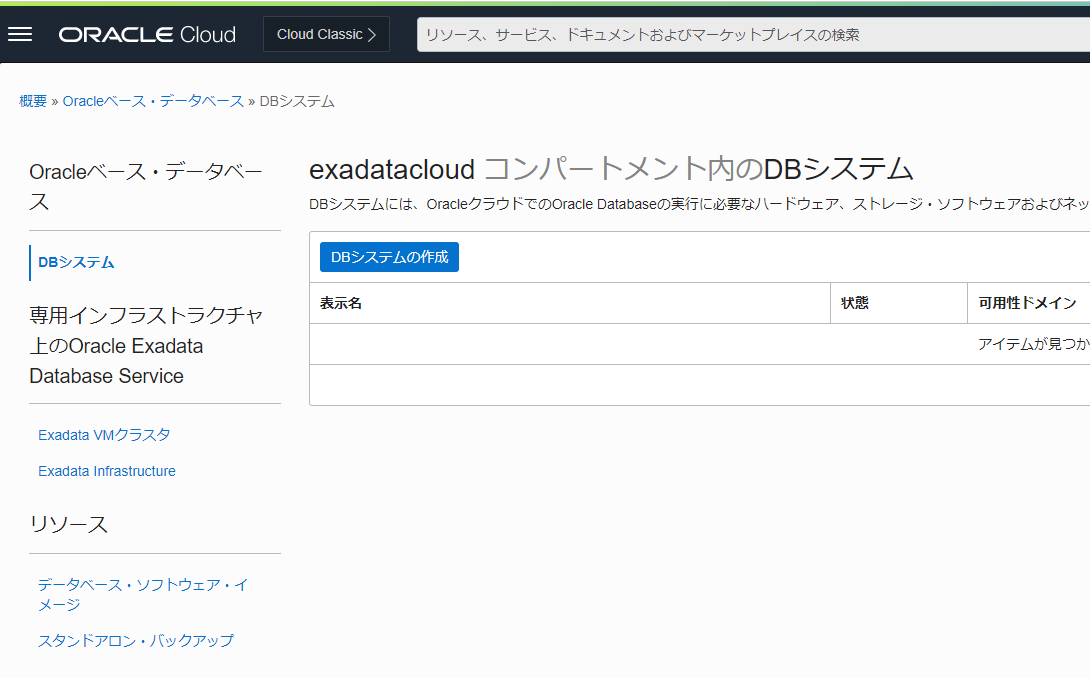 ORACLE Cloud
Cloud Classic
リソース、サービス、ドキュメントおよびマーケットプレイスの検索
概要 » Oracleベース・データベース » DBシステム
Oracleベース・データベー
ス
DBシステム
専用インフラストラクチャ
上のOracle Exadata
Database Service
Exadata VMクラスタ
Exadata Infrastructure
リソース
データベース・ソフトウェア・イ
メージ
スタンドアロン・バックアップ
exadatacloud コンパートメント内のDBシステム
DBシステムには、OracleクラウドでのOracle Databaseの実行に必要なハードウェア、ストレージ・ソフトウェアおよびネッ
DBシステムの作成
表示名 状態 可用性ドメイン
アイテムが見つか